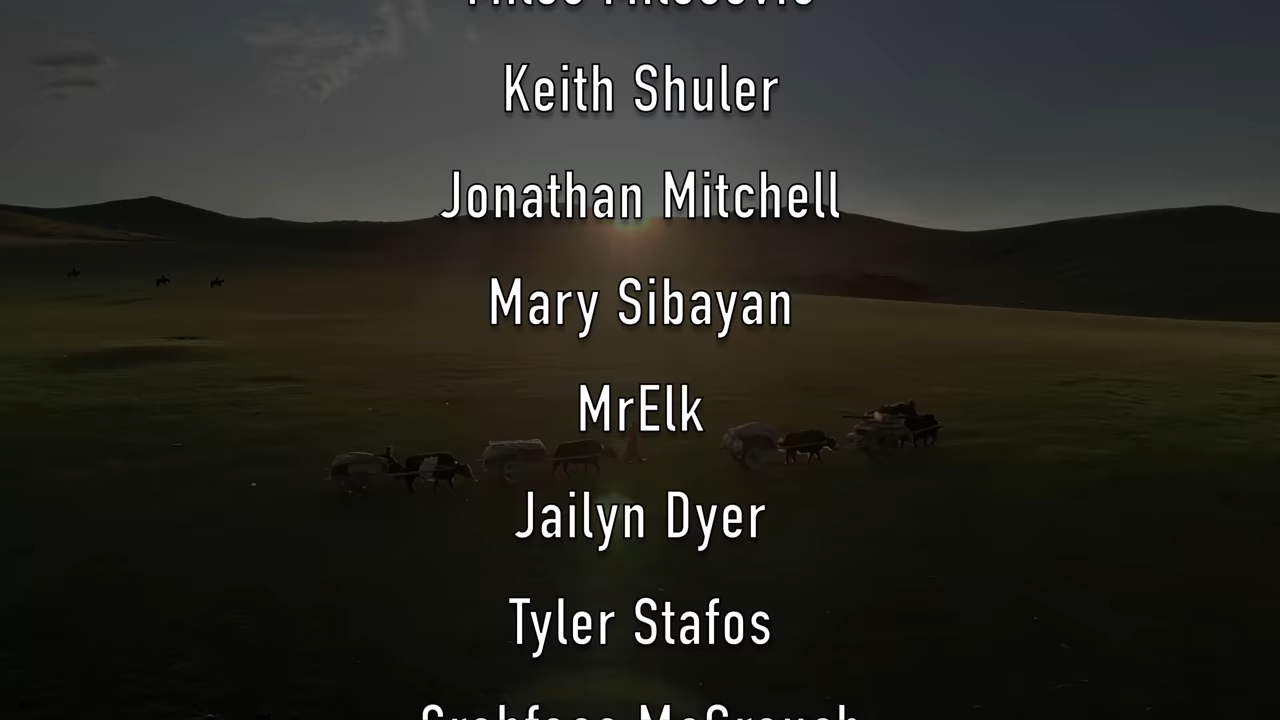 Keith Shuler
Jonathan Mitchell
Mary Sibayan
MrElk
Jailyn Dyer
Tyler Stafos